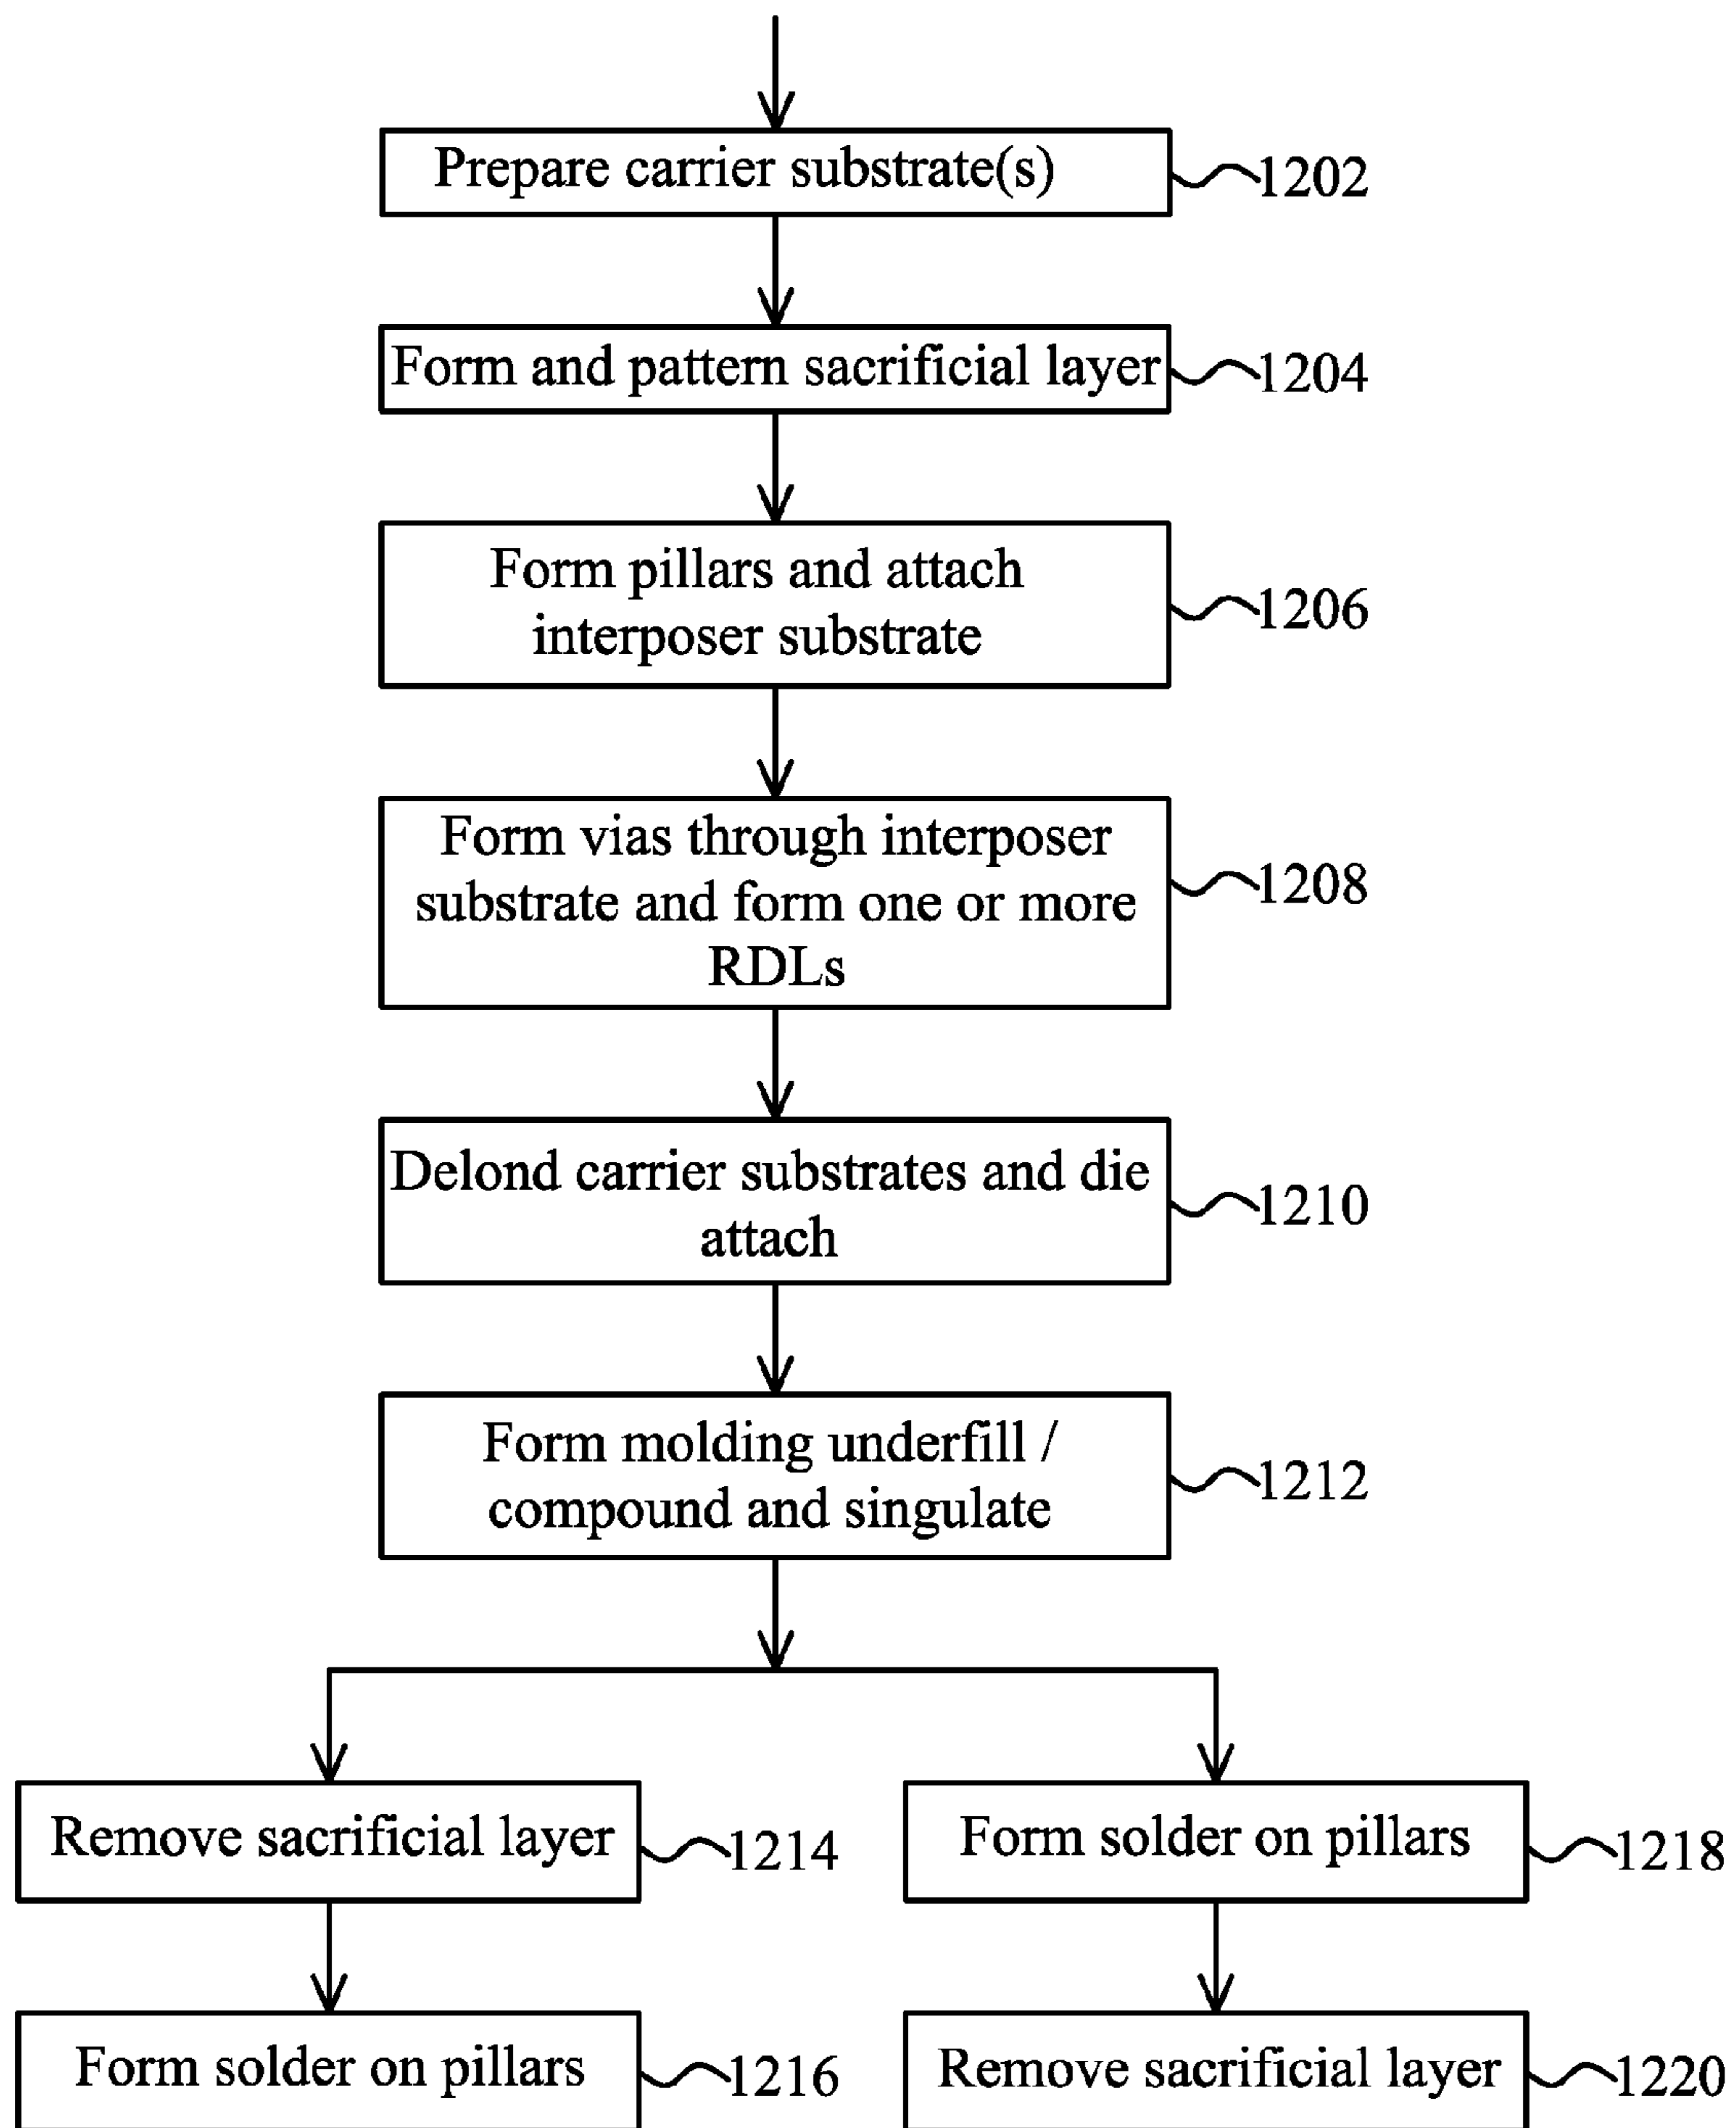 Prepare carrier substrate(s)
1202
Form and pattern sacrificial layer
1204
Form pillars and attach
interposer substrate
1206
Form vias through interposer
substrate and form one or more
RDLs
1208
Delond carrier substrates and die
attach
1210
Form molding underfill /
compound and singulate
1212
Remove sacrificial layer
1214
Form solder on pillars
1218
Form solder on pillars
1216
Remove sacrificial layer
1220